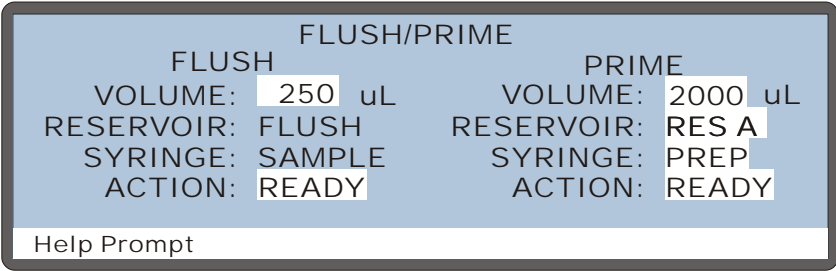 FLUSH/PRIME
FLUSH PRIME
VOLUME: 250 uL VOLUME: 2000 uL
RESERVOIR: FLUSH RESERVOIR: RES A
SYRINGE: SAMPLE SYRINGE: PREP
ACTION: READY ACTION: READY
Help Prompt